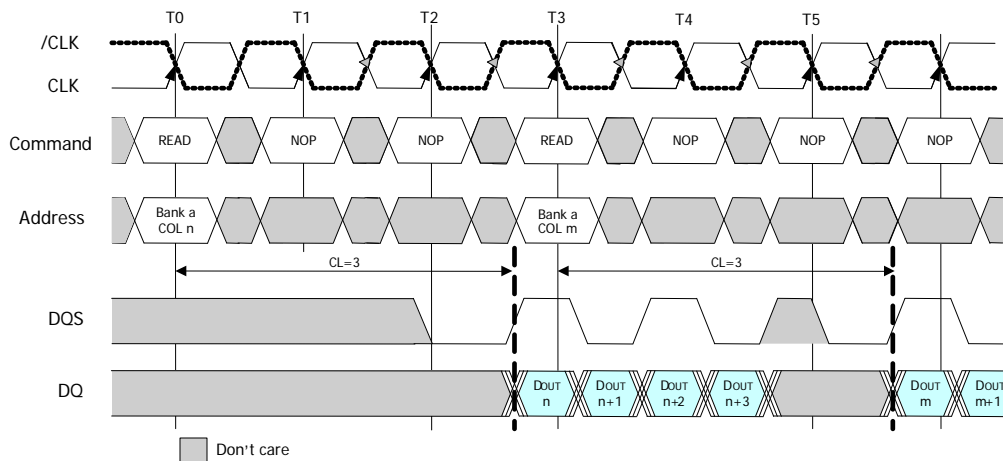 T0 T1 T2 T3 T4 T5
/CLK
CLK
Command READ NOP NOP READ NOP NOP NOP
Address Bank a COL n Bank a COL m
CL=3 CL=3
DQS
DQ DOUT n DOUT n+1 DOUT n+2 DOUT n+3 DOUT m DOUT m+1
Don't care